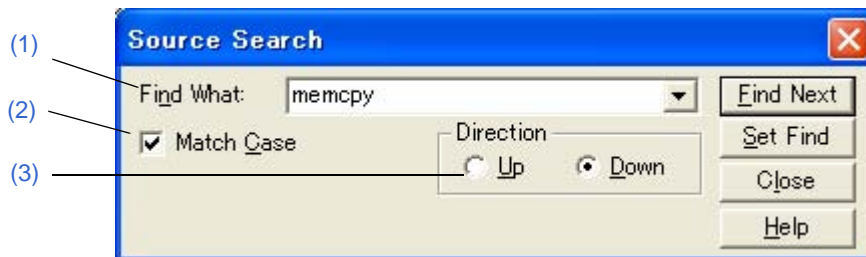 Source Search
(1)
Find What: memcpy Find Next
(2)
Match Case Direction Set Find
(3)
Up Down Close
Help